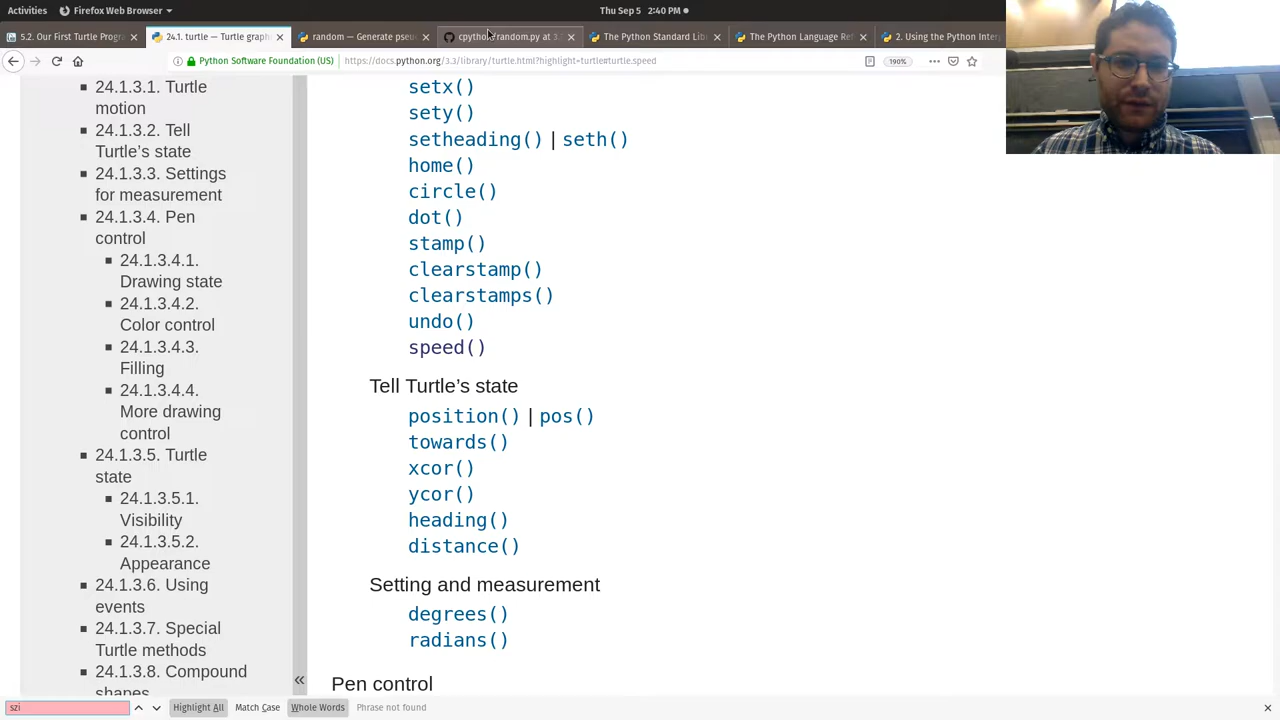 Activities Firefox Web Browser Thu Sep 5 2:40 PM
5.2. Our First Turtle Progra 24.1. turtle — Turtle graph random — Generate pseu cpython/random.py at 3. The Python Standard Lib The Python Language Ref 2. Using the Python Inter
Python Software Foundation (US) https://docs.python.org/3.3/library/turtle.html?highlight=turtle#turtle.speed 190%
24.1.3.1. Turtle
motion
24.1.3.2. Tell
Turtle's state
24.1.3.3. Settings
for measurement
24.1.3.4. Pen
control
24.1.3.4.1.
Drawing state
24.1.3.4.2.
Color control
24.1.3.4.3.
Filling
24.1.3.4.4.
More drawing
control
24.1.3.5. Turtle
state
24.1.3.5.1.
Visibility
24.1.3.5.2.
Appearance
24.1.3.6. Using
events
24.1.3.7. Special
Turtle methods
24.1.3.8. Compound
shapes
«
setx()
sety()
setheading() | seth()
home()
circle()
dot()
stamp()
clearstamp()
clearstamps()
undo()
speed()
Tell Turtle's state
position() | pos()
towards()
xcor()
ycor()
heading()
distance()
Setting and measurement
degrees()
radians()
Pen control
szi Highlight All Match Case Whole Words Phrase not found